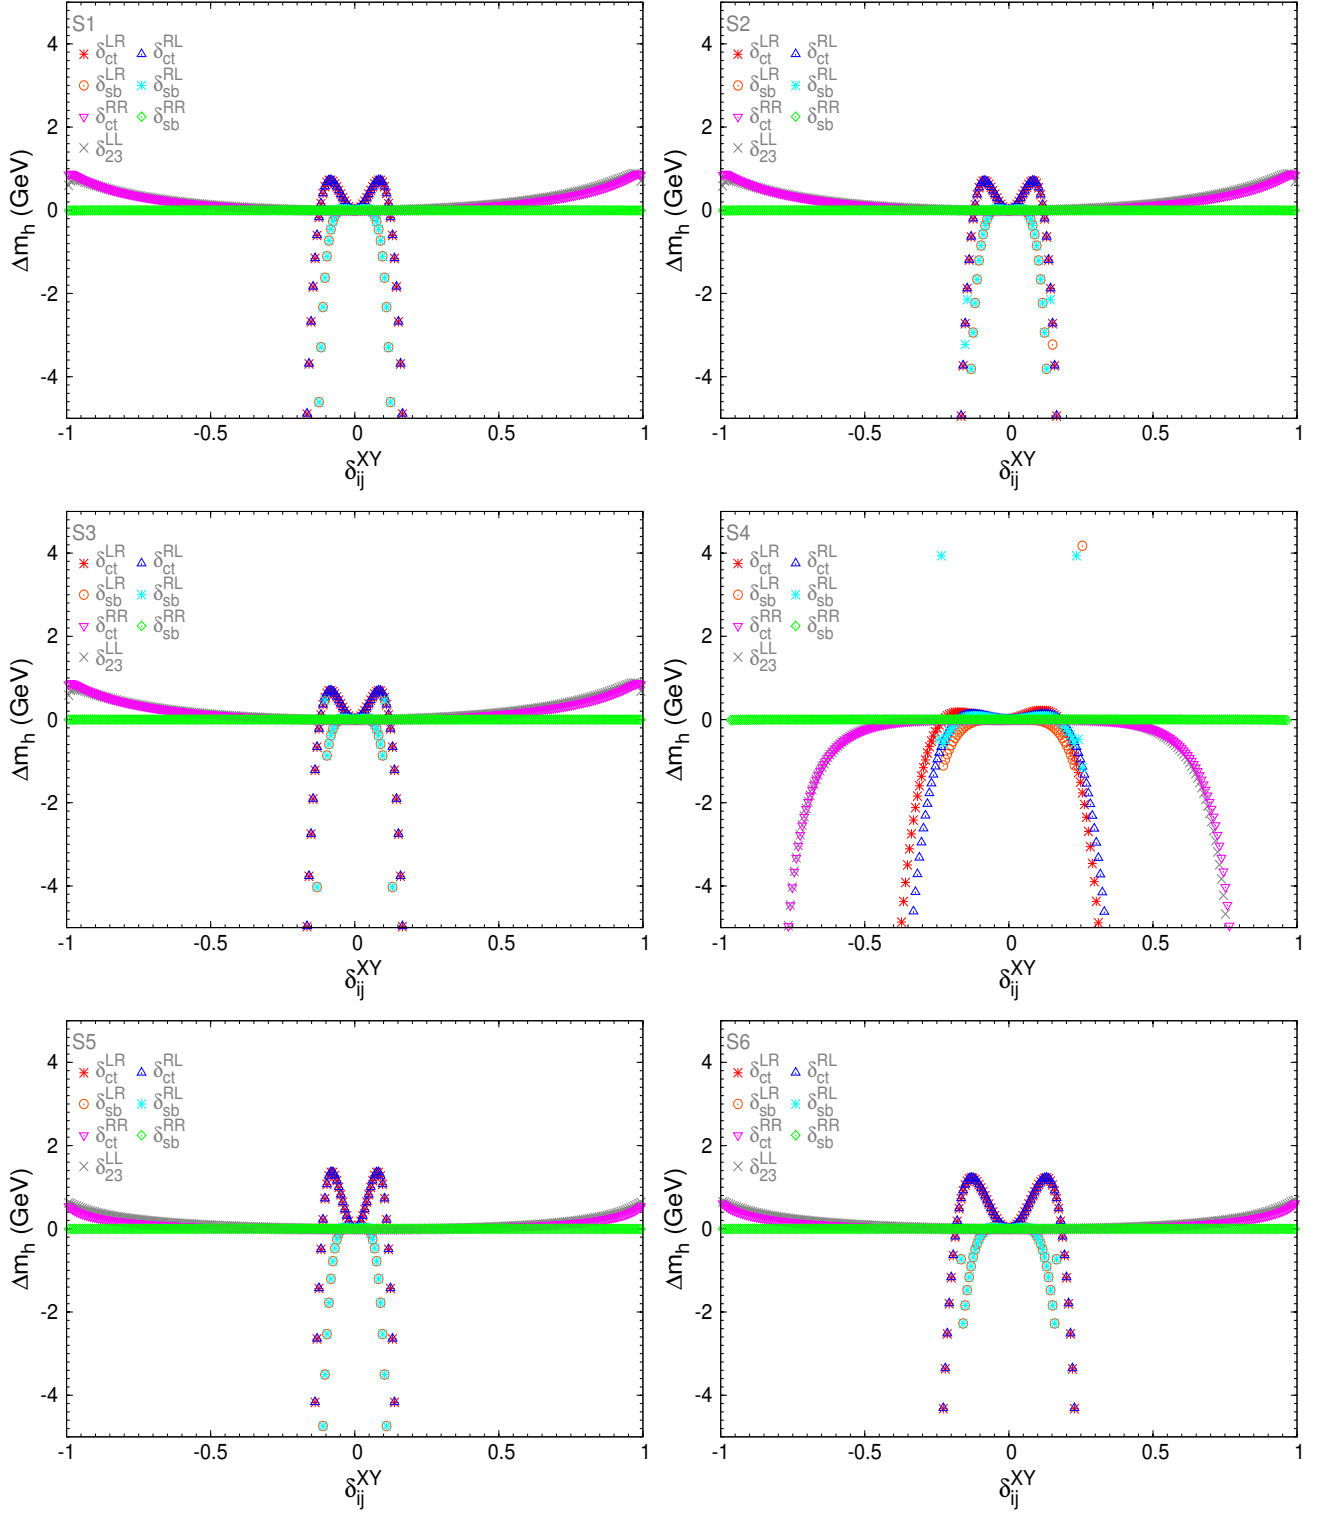 S1
δ_ct^LR δ_ct^RL
δ_sb^LR δ_sb^RL
δ_ct^RR δ_sb^RR
δ_23^LL
4
2
0
-2
-4
Δm_h (GeV)
-1 -0.5 0 0.5 1
δ_ij^XY
S2
δ_ct^LR δ_ct^RL
δ_sb^LR δ_sb^RL
δ_ct^RR δ_sb^RR
δ_23^LL
4
2
0
-2
-4
Δm_h (GeV)
-1 -0.5 0 0.5 1
δ_ij^XY
S3
δ_ct^LR δ_ct^RL
δ_sb^LR δ_sb^RL
δ_ct^RR δ_sb^RR
δ_23^LL
4
2
0
-2
-4
Δm_h (GeV)
-1 -0.5 0 0.5 1
δ_ij^XY
S4
δ_ct^LR δ_ct^RL
δ_sb^LR δ_sb^RL
δ_ct^RR δ_sb^RR
δ_23^LL
4
2
0
-2
-4
Δm_h (GeV)
-1 -0.5 0 0.5 1
δ_ij^XY
S5
δ_ct^LR δ_ct^RL
δ_sb^LR δ_sb^RL
δ_ct^RR δ_sb^RR
δ_23^LL
4
2
0
-2
-4
Δm_h (GeV)
-1 -0.5 0 0.5 1
δ_ij^XY
S6
δ_ct^LR δ_ct^RL
δ_sb^LR δ_sb^RL
δ_ct^RR δ_sb^RR
δ_23^LL
4
2
0
-2
-4
Δm_h (GeV)
-1 -0.5 0 0.5 1
δ_ij^XY